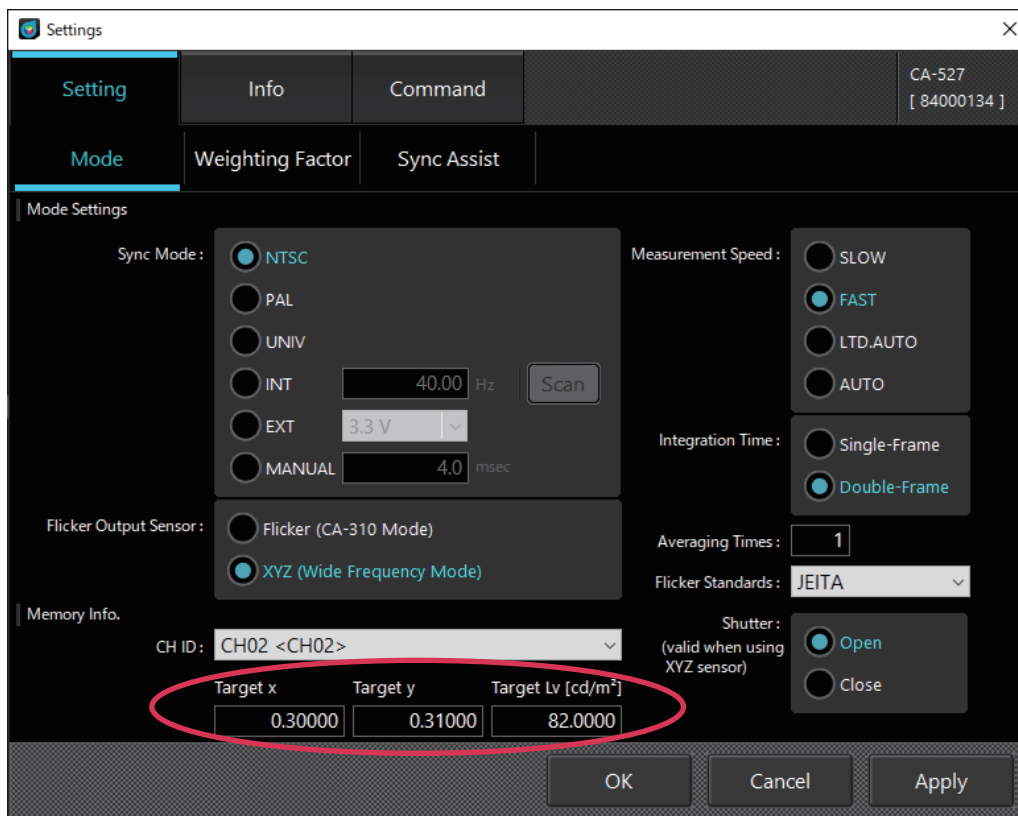 Settings
Setting Info Command
CA-527
[ 84000134 ]
Mode Weighting Factor Sync Assist
Mode Settings
Sync Mode :
NTSC
PAL
UNIV
INT 40.00 Hz Scan
EXT 3.3 V
MANUAL 4.0 msec
Flicker Output Sensor :
Flicker (CA-310 Mode)
XYZ (Wide Frequency Mode)
Measurement Speed :
SLOW
FAST
LTD.AUTO
AUTO
Integration Time :
Single-Frame
Double-Frame
Averaging Times : 1
Flicker Standards : JEITA
Shutter :
(valid when using
XYZ sensor)
Open
Close
Memory Info.
CH ID : CH02 <CH02>
Target x Target y Target Lv [cd/m²]
0.30000 0.31000 82.0000
OK Cancel Apply